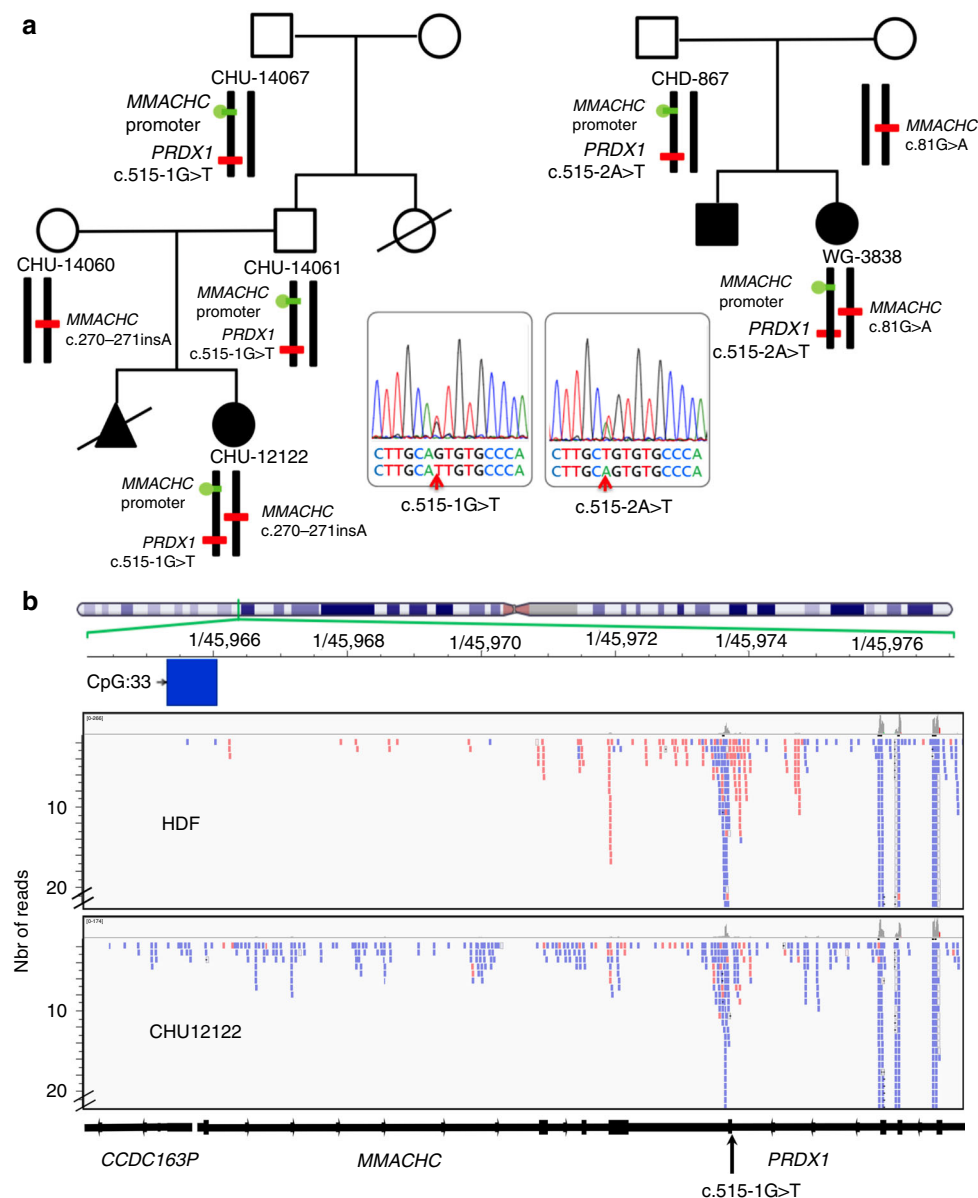 a
CHU-14067
MMACHC
promoter
PRDX1
c.515-1G>T
CHD-867
MMACHC
promoter
PRDX1
c.515-2A>T
MMACHC
c.81G>A
CHU-14060
MMACHC
c.270–271insA
CHU-14061
MMACHC
promoter
PRDX1
c.515-1G>T
WG-3838
MMACHC
promoter
PRDX1
c.515-2A>T
MMACHC
c.81G>A
CTTGCAGTGTGCCCA
CTTGCATTGTGCCCA
c.515-1G>T
CTTGCTGTGTGCCCA
CTTGCAGTGTGCCCA
c.515-2A>T
CHU-12122
MMACHC
promoter
PRDX1
c.515-1G>T
MMACHC
c.270–271insA
b
1/45,966 1/45,968 1/45,970 1/45,972 1/45,974 1/45,976
CpG:33
[0-266]
10
HDF
20
Nbr of reads
[0-174]
10
CHU12122
20
CCDC163P MMACHC PRDX1
c.515-1G>T